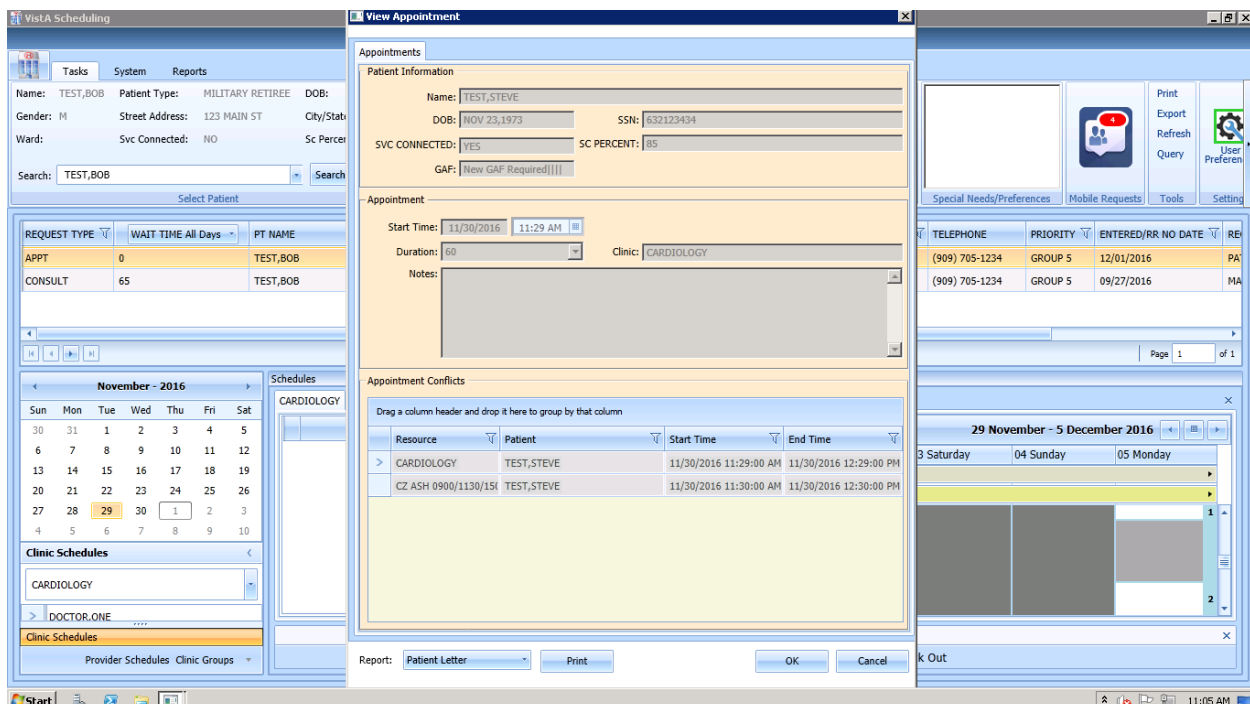 VistA Scheduling
View Appointment
Tasks System Reports
Name: TEST,BOB Patient Type: MILITARY RETIREE DOB:
Gender: M Street Address: 123 MAIN ST City/State
Ward: Svc Connected: NO Sc Percen
Search: TEST,BOB Search
Select Patient
Appointments
Patient Information
Name: TEST,STEVE
DOB: NOV 23,1973 SSN: 632123434
SVC CONNECTED: YES SC PERCENT: 85
GAF: New GAF Required||||
Appointment
Start Time: 11/30/2016 11:29 AM
Duration: 60 Clinic: CARDIOLOGY
Notes:
Appointment Conflicts
Drag a column header and drop it here to group by that column
Resource Patient Start Time End Time
CARDIOLOGY TEST,STEVE 11/30/2016 11:29:00 AM 11/30/2016 12:29:00 PM
CZ ASH 0900/1130/150 TEST,STEVE 11/30/2016 11:30:00 AM 11/30/2016 12:30:00 PM
Report: Patient Letter Print OK Cancel
4
Print
Export
Refresh
Query
User
Preferen
Special Needs/Preferences Mobile Requests Tools Setting
REQUEST TYPE WAIT TIME All Days PT NAME TELEPHONE PRIORITY ENTERED/RR NO DATE RE
APPT 0 TEST,BOB (909) 705-1234 GROUP 5 12/01/2016 PA
CONSULT 65 TEST,BOB (909) 705-1234 GROUP 5 09/27/2016 MA
Page 1 of 1
November - 2016
Sun Mon Tue Wed Thu Fri Sat
30 31 1 2 3 4 5
6 7 8 9 10 11 12
13 14 15 16 17 18 19
20 21 22 23 24 25 26
27 28 29 30 1 2 3
4 5 6 7 8 9 10
Clinic Schedules
CARDIOLOGY
DOCTOR,ONE
Clinic Schedules
Provider Schedules Clinic Groups
Schedules
CARDIOLOGY
29 November - 5 December 2016
3 Saturday 04 Sunday 05 Monday
1
2
k Out
Start 11:05 AM